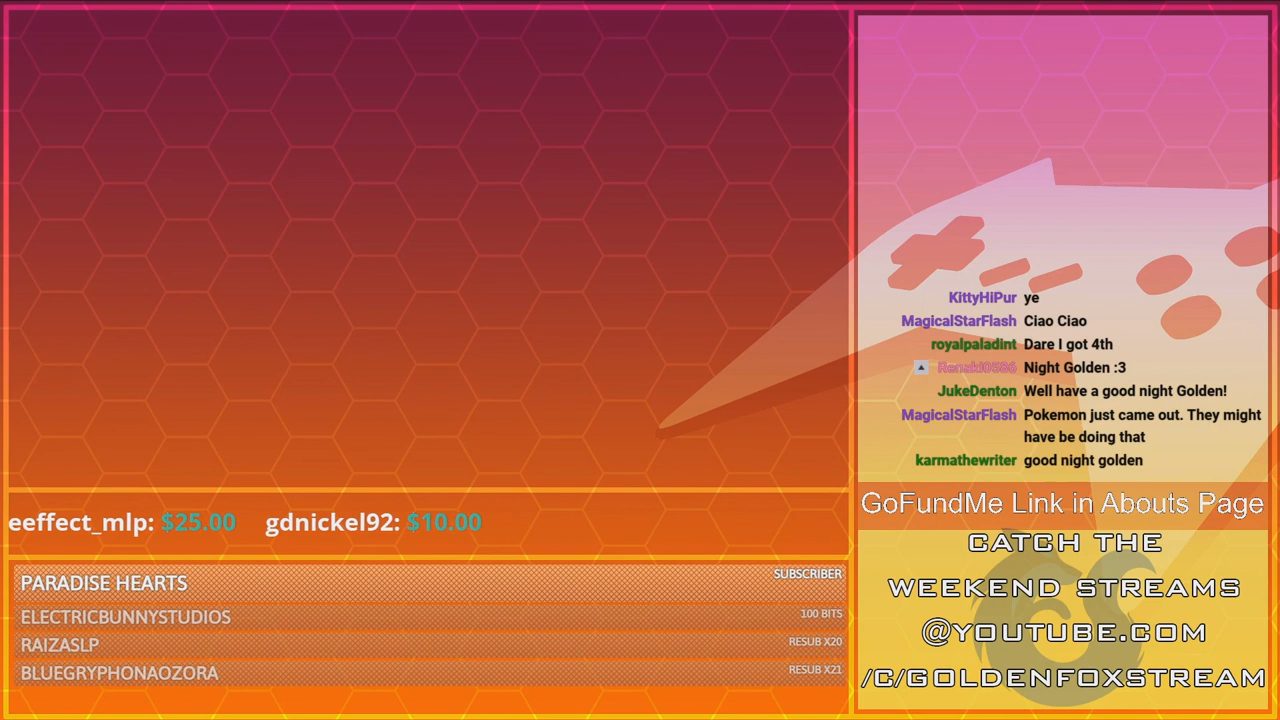 KittyHiPur ye
MagicalStarFlash Ciao Ciao
royalpaladint Dare I got 4th
Ronski0586 Night Golden :3
JukeDenton Well have a good night Golden!
MagicalStarFlash Pokemon just came out. They might
have be doing that
karmathewriter good night golden
GoFundMe Link in Abouts Page
CATCH THE
WEEKEND STREAMS
@YOUTUBE.COM
/C/GOLDENFOXSTREAM
eeffect_mlp: $25.00 gdnickel92: $10.00
PARADISE HEARTS SUBSCRIBER
ELECTRICBUNNYSTUDIOS 100 BITS
RAIZASLP RESUB X20
BLUEGRYPHONAOZORA RESUB X21